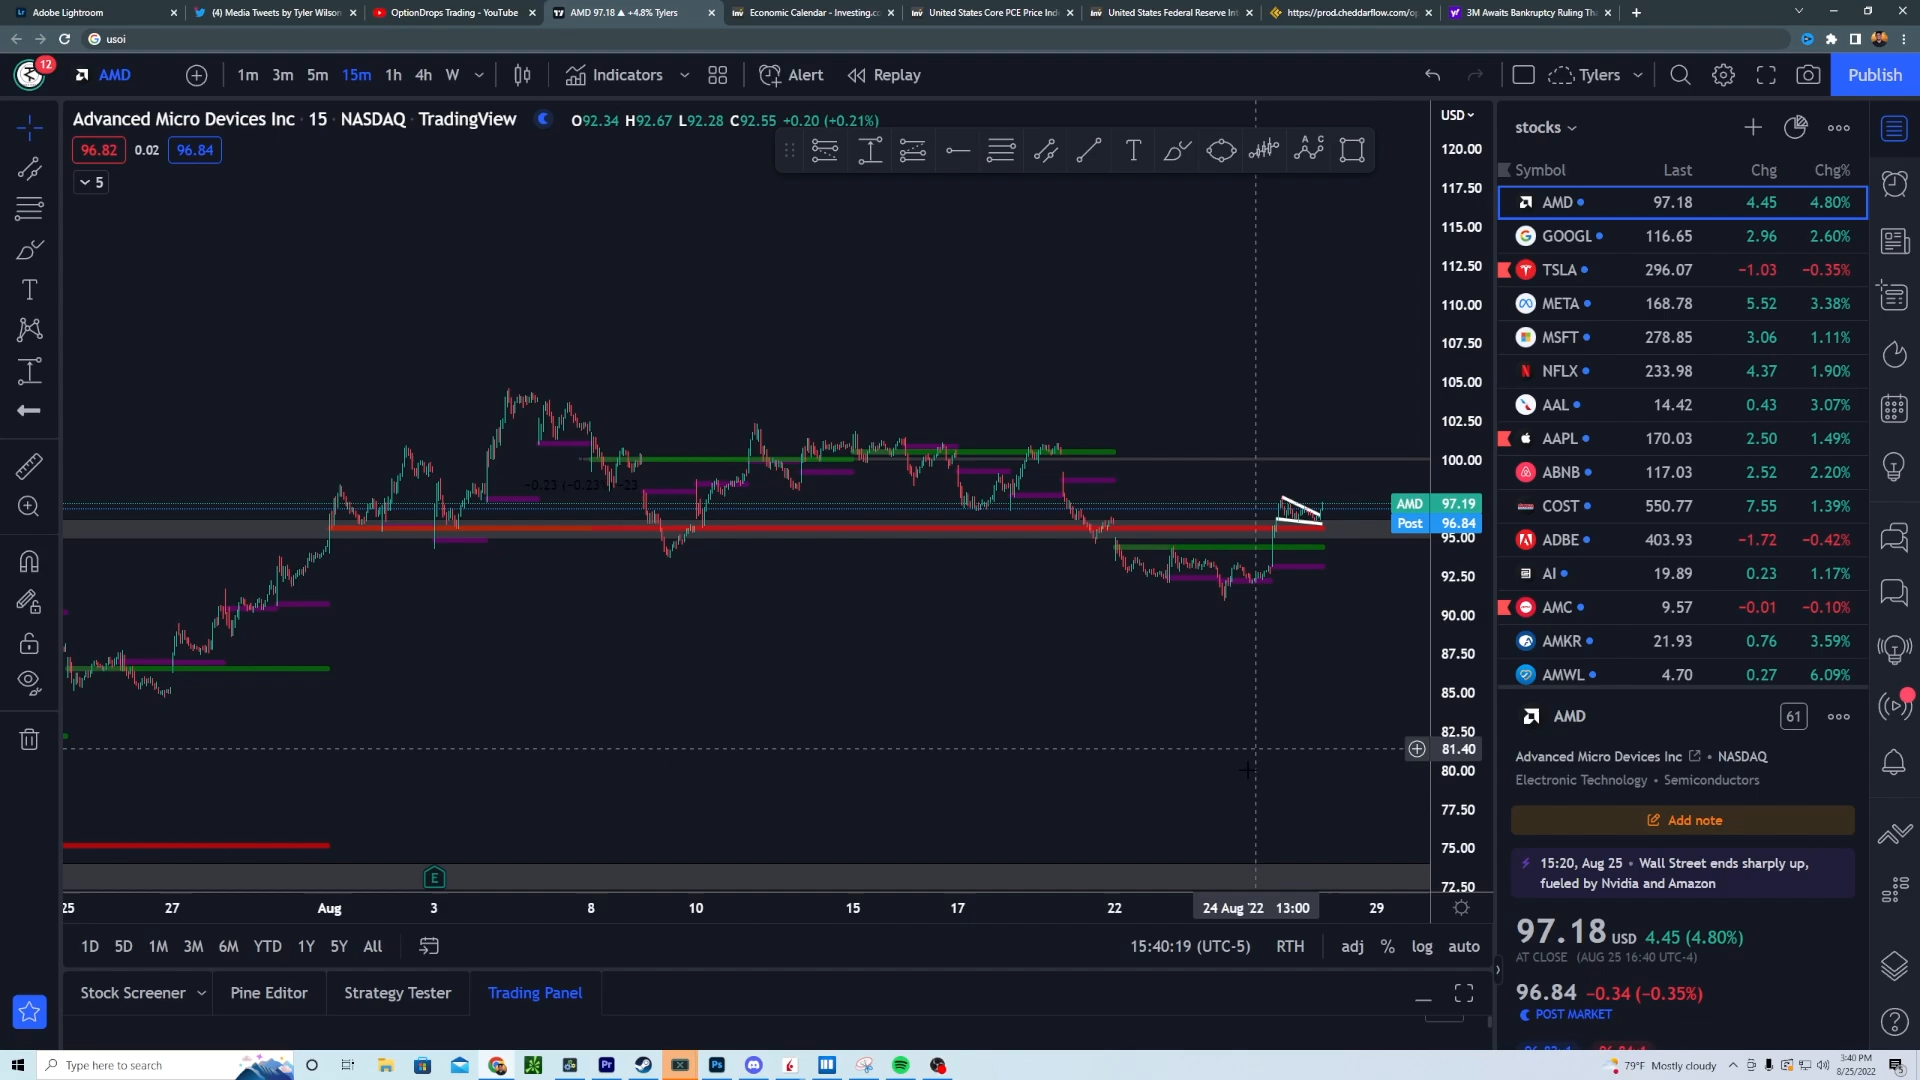 Adobe Lightroom
(4) Media Tweets by Tyler Wilson
OptionDrops Trading - YouTube
AMD 97.18 ▲ +4.8% Tylers
Economic Calendar - Investing.co
United States Core PCE Price Ind
United States Federal Reserve Int
https://prod.cheddarflow.com/op
3M Awaits Bankruptcy Ruling Tha
usoi
12
AMD
1m 3m 5m 15m 1h 4h W
Indicators
Alert
Replay
Tylers
Publish
Advanced Micro Devices Inc · 15 · NASDAQ · TradingView
O92.34 H92.67 L92.28 C92.55 +0.20 (+0.21%)
96.82 0.02 96.84
5
USD
120.00
117.50
115.00
112.50
110.00
107.50
105.00
102.50
100.00
AMD 97.19
Post 96.84
95.00
92.50
90.00
87.50
85.00
82.50
81.40
80.00
77.50
75.00
72.50
E
25 27 Aug 3 8 10 15 17 22 24 Aug '22 13:00 29
1D 5D 1M 3M 6M YTD 1Y 5Y All
15:40:19 (UTC-5) RTH adj % log auto
Stock Screener Pine Editor Strategy Tester Trading Panel
stocks
Symbol Last Chg Chg%
AMD 97.18 4.45 4.80%
GOOGL 116.65 2.96 2.60%
TSLA 296.07 −1.03 −0.35%
META 168.78 5.52 3.38%
MSFT 278.85 3.06 1.11%
NFLX 233.98 4.37 1.90%
AAL 14.42 0.43 3.07%
AAPL 170.03 2.50 1.49%
ABNB 117.03 2.52 2.20%
COST 550.77 7.55 1.39%
ADBE 403.93 −1.72 −0.42%
AI 19.89 0.23 1.17%
AMC 9.57 −0.01 −0.10%
AMKR 21.93 0.76 3.59%
AMWL 4.70 0.27 6.09%
AMD 61
Advanced Micro Devices Inc • NASDAQ
Electronic Technology • Semiconductors
Add note
15:20, Aug 25 • Wall Street ends sharply up,
fueled by Nvidia and Amazon
97.18 USD 4.45 (4.80%)
AT CLOSE (AUG 25 16:40 UTC-4)
96.84 −0.34 (−0.35%)
POST MARKET
Type here to search
79°F Mostly cloudy
3:40 PM
8/25/2022